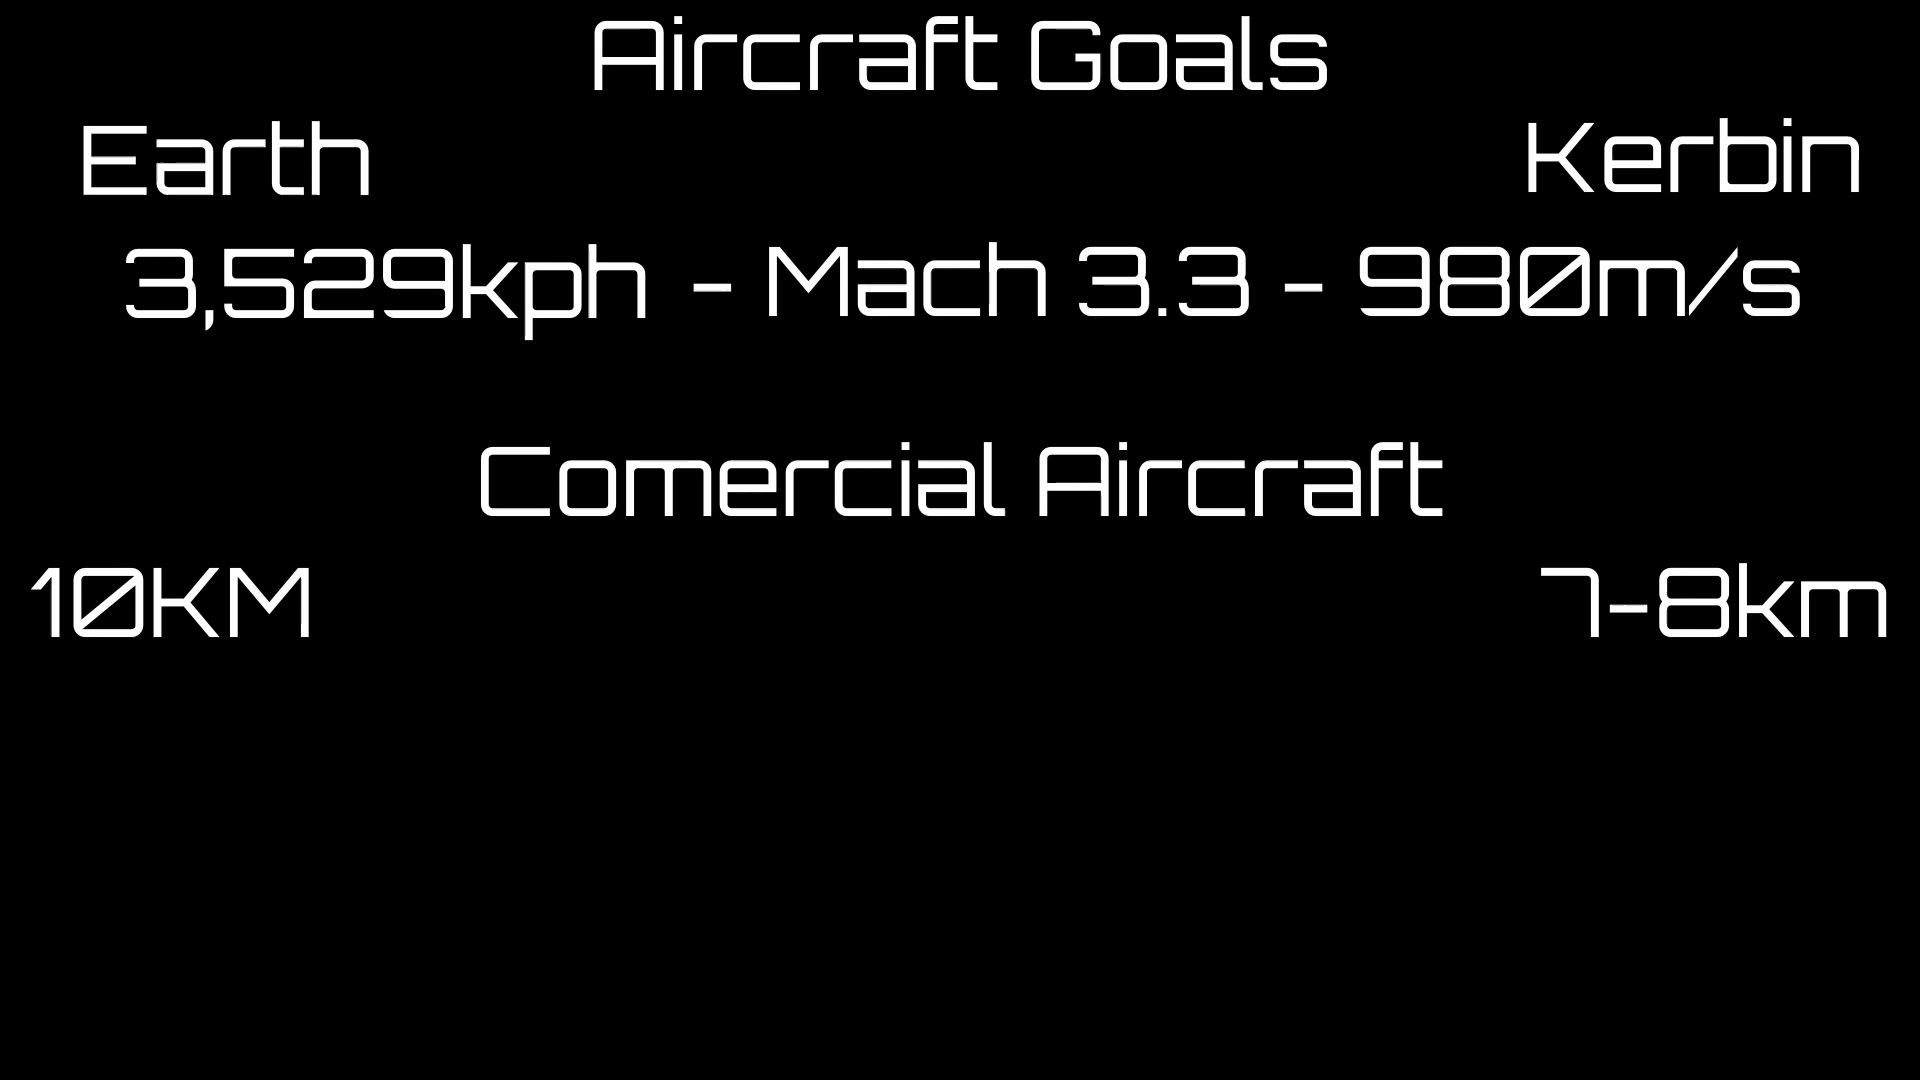 Aircraft Goals
Earth Kerbin
3,529kph - Mach 3.3 - 980m/s
Comercial Aircraft
10KM 7-8km